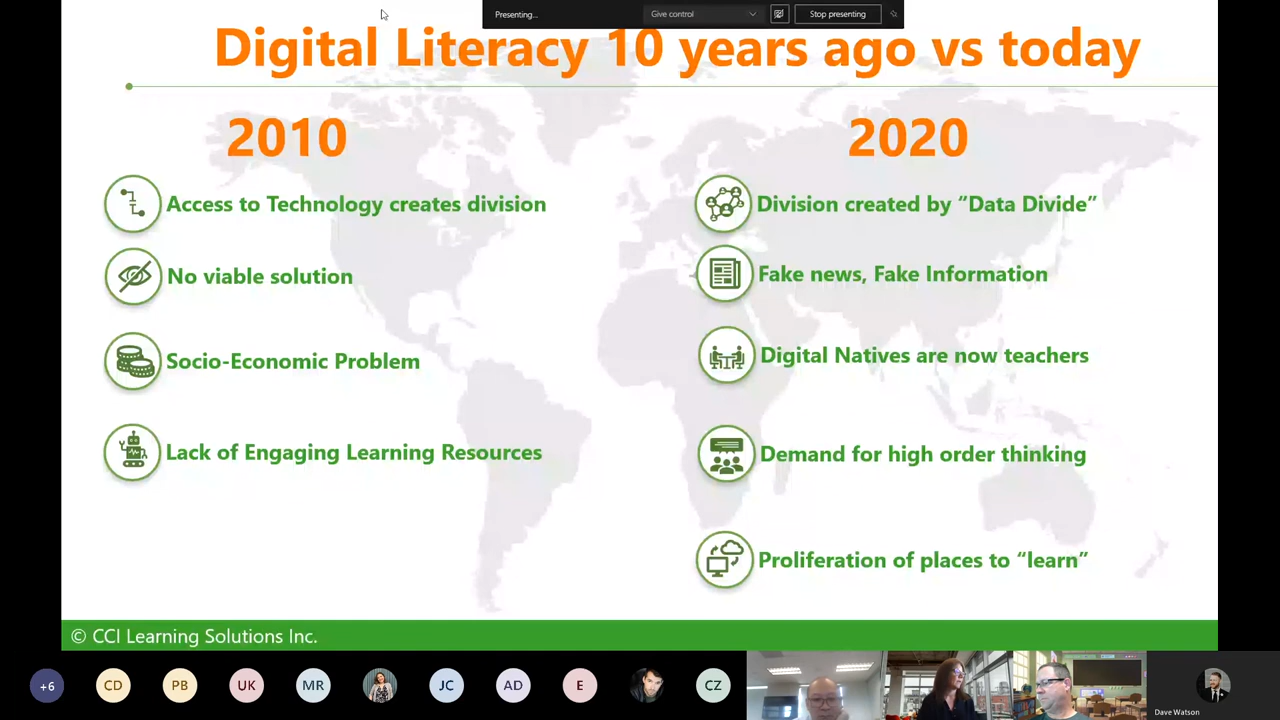 Presenting...
Give control
Stop presenting
Digital Literacy 10 years ago vs today
2010
Access to Technology creates division
No viable solution
Socio-Economic Problem
Lack of Engaging Learning Resources
2020
Division created by “Data Divide”
Fake news, Fake Information
Digital Natives are now teachers
Demand for high order thinking
Proliferation of places to “learn”
© CCI Learning Solutions Inc.
+6
CD
PB
UK
MR
JC
AD
E
CZ
Dave Watson